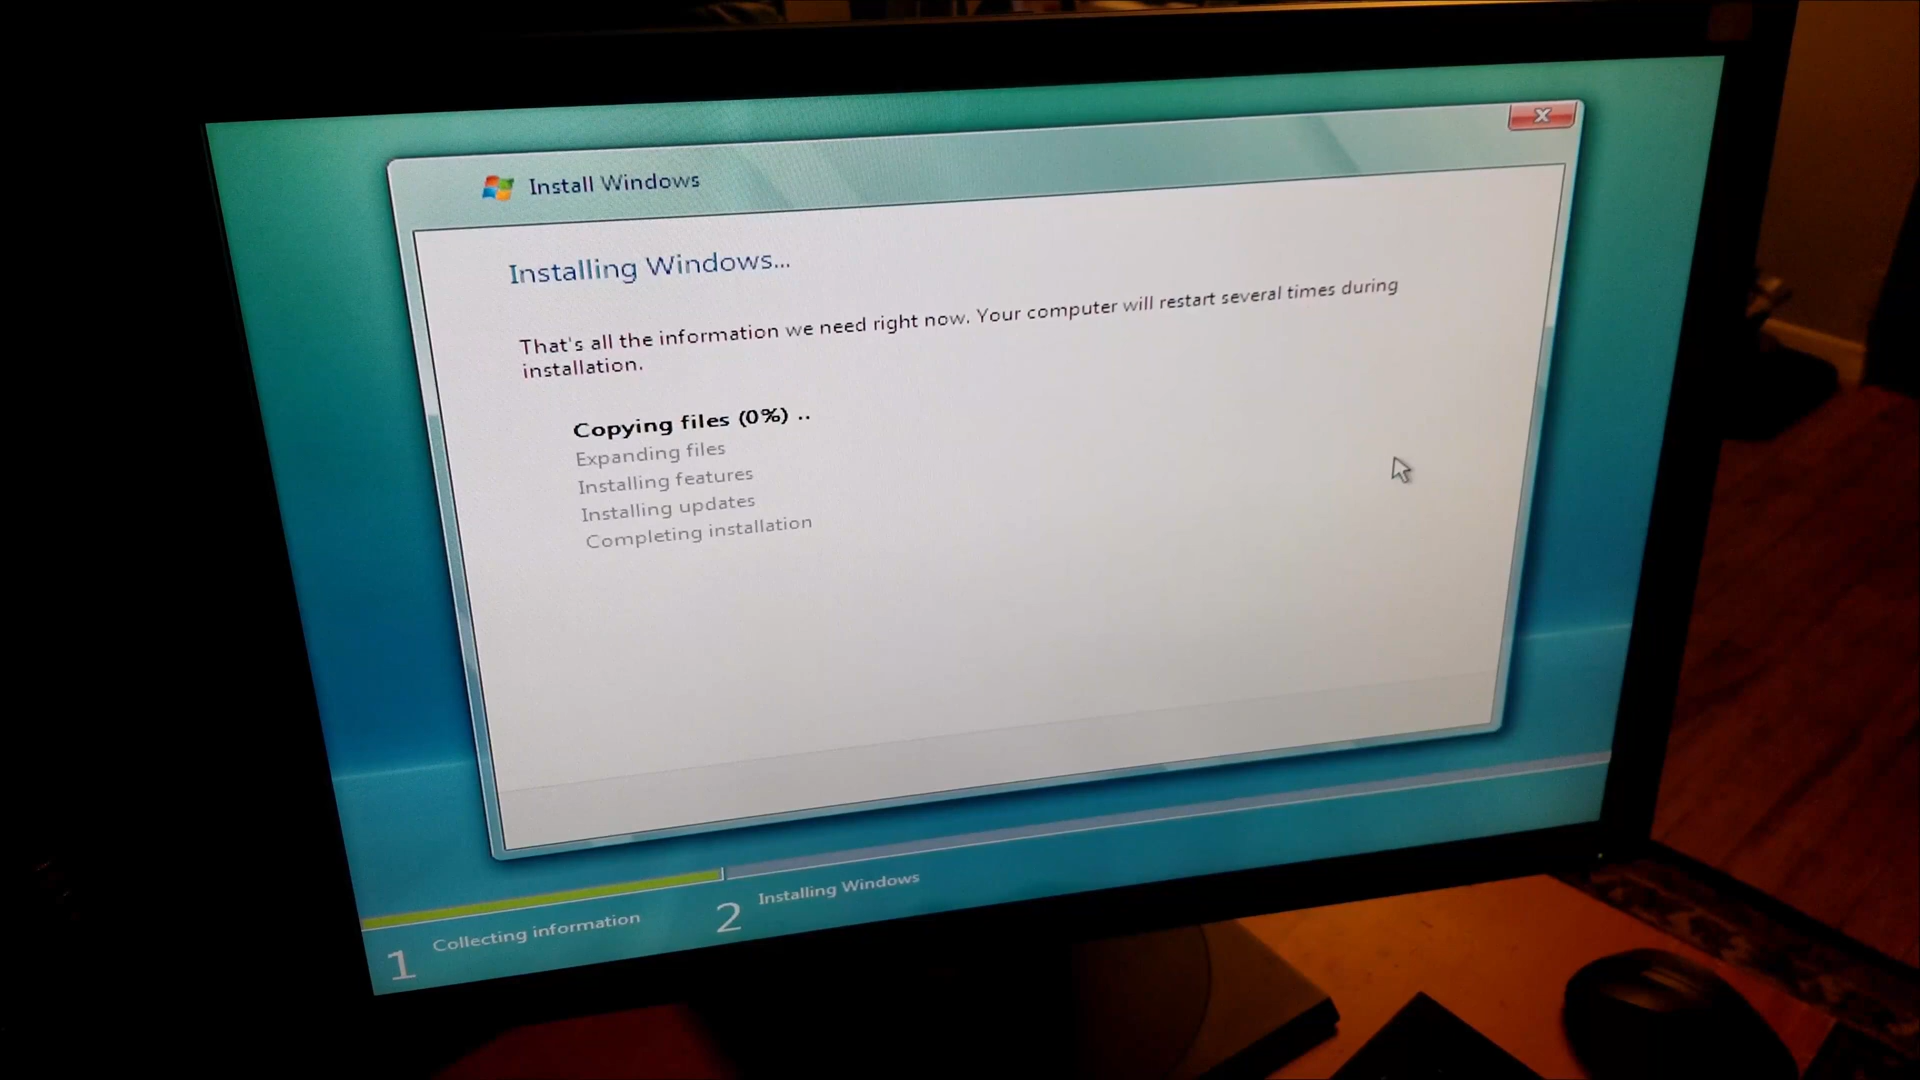 Install Windows
Installing Windows...
That's all the information we need right now. Your computer will restart several times during
installation.
Copying files (0%) ..
Expanding files
Installing features
Installing updates
Completing installation
1 Collecting information
2 Installing Windows